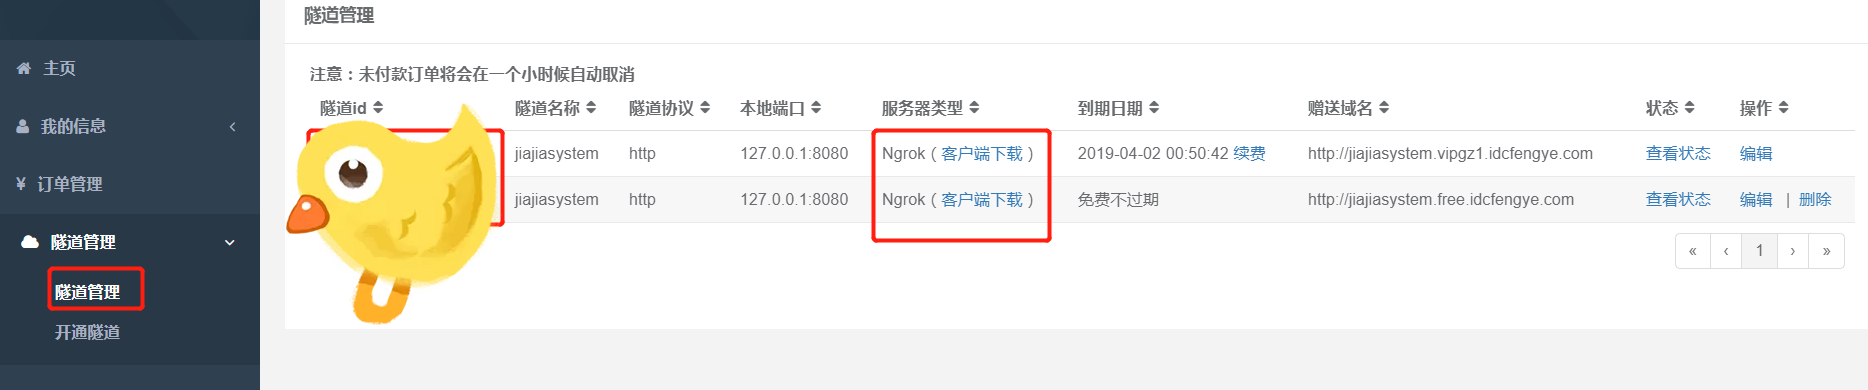 主页
我的信息
¥ 订单管理
隧道管理
隧道管理
开通隧道
隧道管理
注意：未付款订单将会在一个小时候自动取消
隧道id 隧道名称 隧道协议 本地端口 服务器类型 到期日期 赠送域名 状态 操作
jiajiasystem http 127.0.0.1:8080 Ngrok ( 客户端下载 ) 2019-04-02 00:50:42 续费 http://jiajiasystem.vipgz1.idcfengye.com 查看状态 编辑
jiajiasystem http 127.0.0.1:8080 Ngrok ( 客户端下载 ) 免费不过期 http://jiajiasystem.free.idcfengye.com 查看状态 编辑 | 删除
« ‹ 1 › »